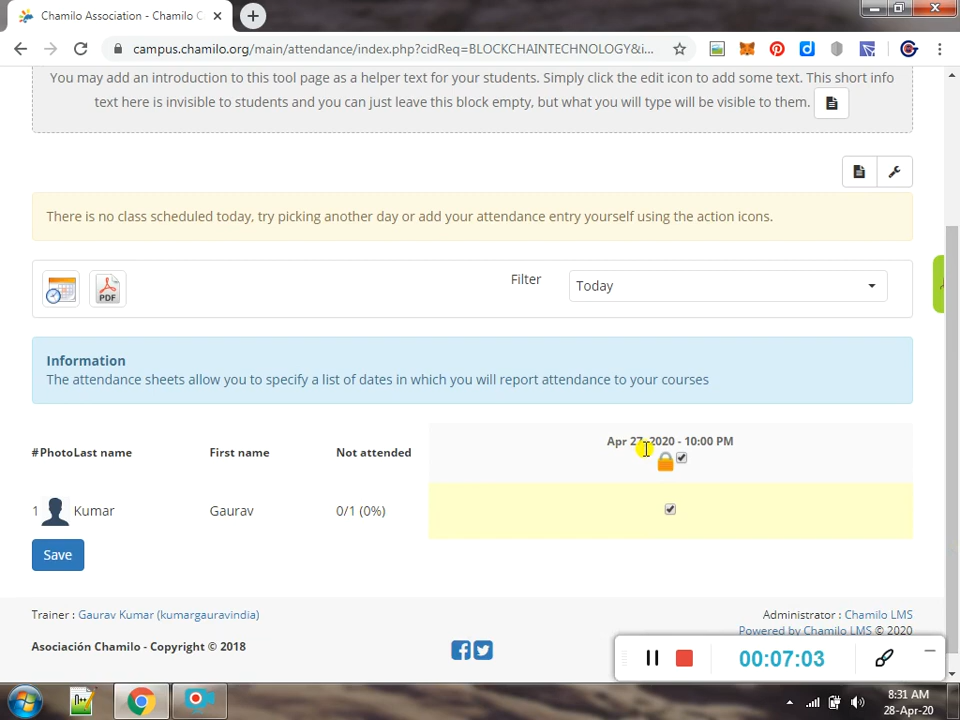 Chamilo Association - Chamilo C
campus.chamilo.org/main/attendance/index.php?cidReq=BLOCKCHAINTECHNOLOGY&i...
You may add an introduction to this tool page as a helper text for your students. Simply click the edit icon to add some text. This short info
text here is invisible to students and you can just leave this block empty, but what you will type will be visible to them.
There is no class scheduled today, try picking another day or add your attendance entry yourself using the action icons.
PDF
Filter
Today
Information
The attendance sheets allow you to specify a list of dates in which you will report attendance to your courses
# Photo Last name First name Not attended Apr 27, 2020 - 10:00 PM
1 Kumar Gaurav 0/1 (0%)
Save
Trainer : Gaurav Kumar (kumargauravindia)
Administrator : Chamilo LMS
Powered by Chamilo LMS © 2020
Asociación Chamilo - Copyright © 2018
00:07:03
8:31 AM
28-Apr-20